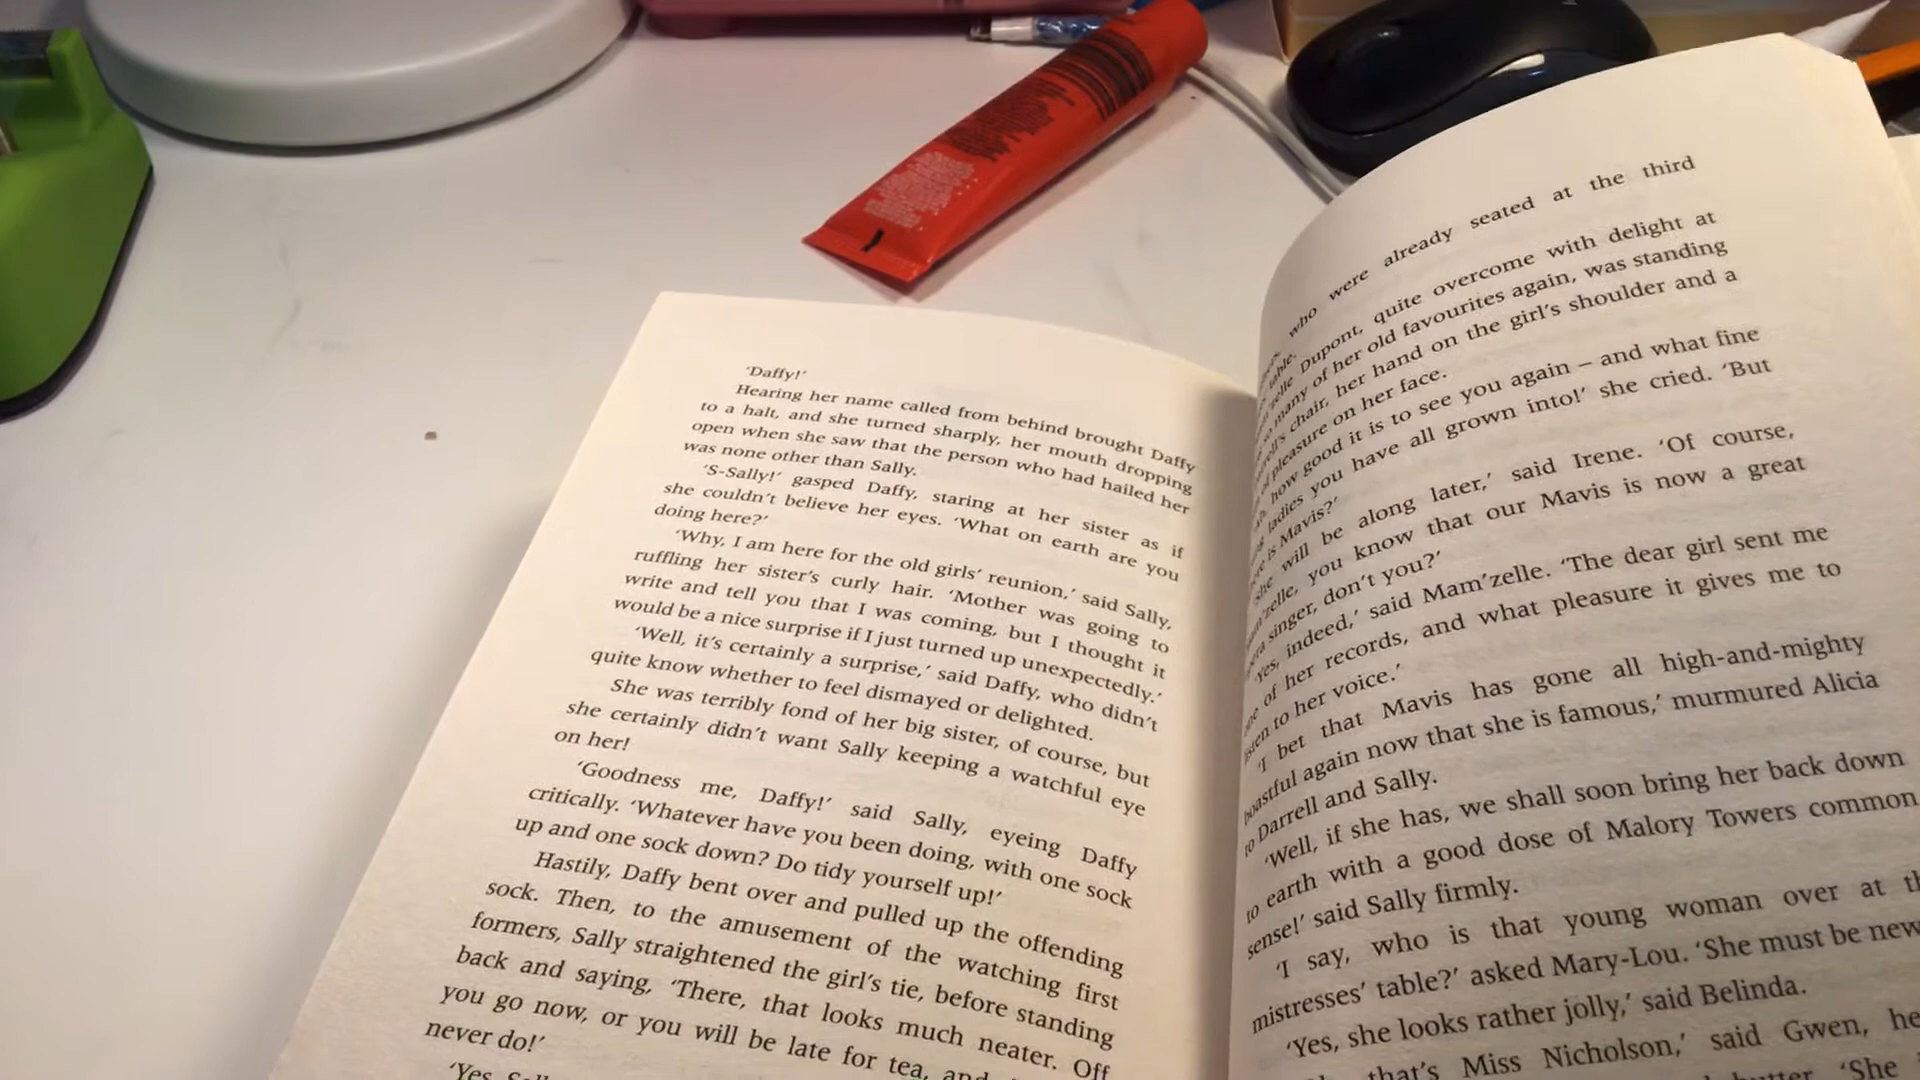 ‘Daffy!’
Hearing her name called from behind brought Daffy
to a halt, and she turned sharply, her mouth dropping
open when she saw that the person who had hailed her
was none other than Sally.
‘S-Sally!’ gasped Daffy, staring at her sister as if
she couldn’t believe her eyes. ‘What on earth are you
doing here?’
‘Why, I am here for the old girls’ reunion,’ said Sally,
ruffling her sister’s curly hair. ‘Mother was going to
write and tell you that I was coming, but I thought it
would be a nice surprise if I just turned up unexpectedly.’
‘Well, it’s certainly a surprise,’ said Daffy, who didn’t
quite know whether to feel dismayed or delighted.
She was terribly fond of her big sister, of course, but
she certainly didn’t want Sally keeping a watchful eye
on her!
‘Goodness me, Daffy!’ said Sally, eyeing Daffy
critically. ‘Whatever have you been doing, with one sock
up and one sock down? Do tidy yourself up!’
Hastily, Daffy bent over and pulled up the offending
sock. Then, to the amusement of the watching first
formers, Sally straightened the girl’s tie, before standing
back and saying, ‘There, that looks much neater. Off
you go now, or you will be late for tea, and
never do!’
‘Yes,
who were already seated at the third
table.
Dupont, quite overcome with delight at
so many of her old favourites again, was standing
chair, her hand on the girl’s shoulder and a
of pleasure on her face.
how good it is to see you again – and what fine
ladies you have all grown into!’ she cried. ‘But
is Mavis?’
‘She will be along later,’ said Irene. ‘Of course,
you know that our Mavis is now a great
singer, don’t you?’
‘Yes, indeed,’ said Mam’zelle. ‘The dear girl sent me
of her records, and what pleasure it gives me to
listen to her voice.’
‘I bet that Mavis has gone all high-and-mighty
boastful again now that she is famous,’ murmured Alicia
to Darrell and Sally.
‘Well, if she has, we shall soon bring her back down
to earth with a good dose of Malory Towers common
sense!’ said Sally firmly.
‘I say, who is that young woman over at
mistresses’ table?’ asked Mary-Lou. ‘She must be new
‘Yes, she looks rather jolly,’ said Belinda.
that’s Miss Nicholson,’ said Gwen,
butter. ‘She